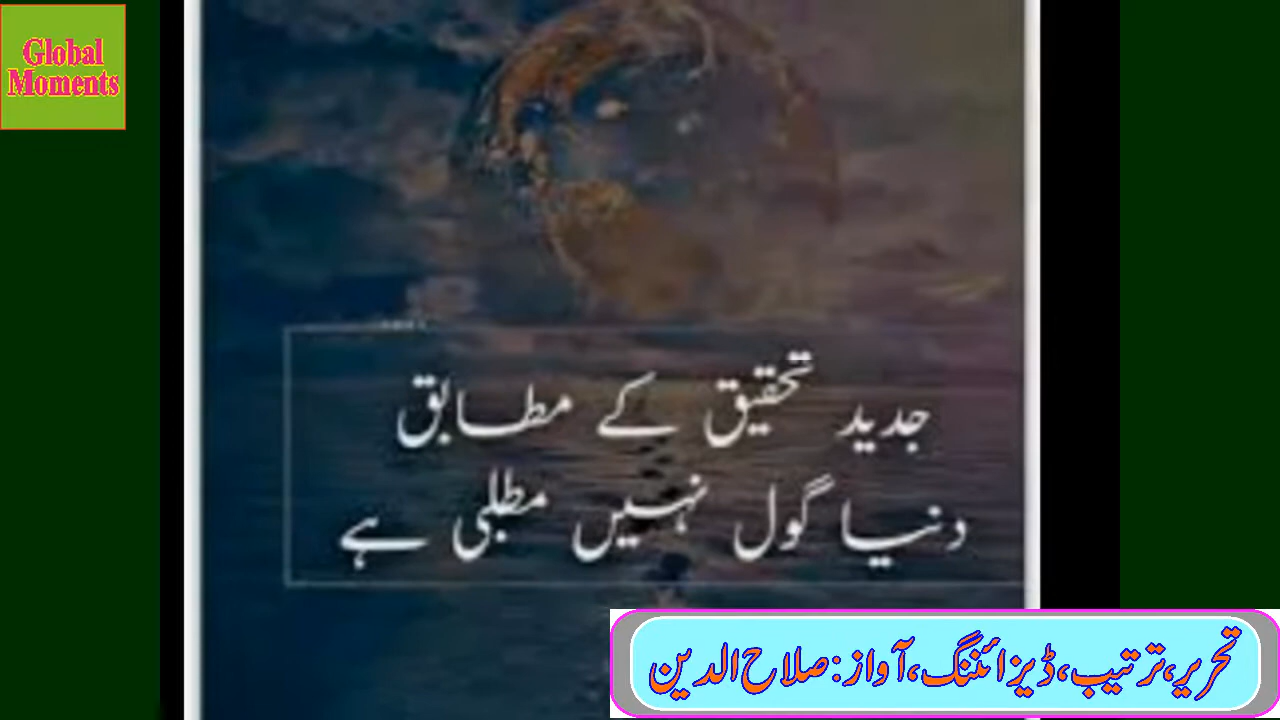 Global
Moments
جدید تحقیق کے مطابق
دنیا گول نہیں مطلبی ہے
تحریر،ترتیب،ڈیزائننگ،آواز:صلاح الدین